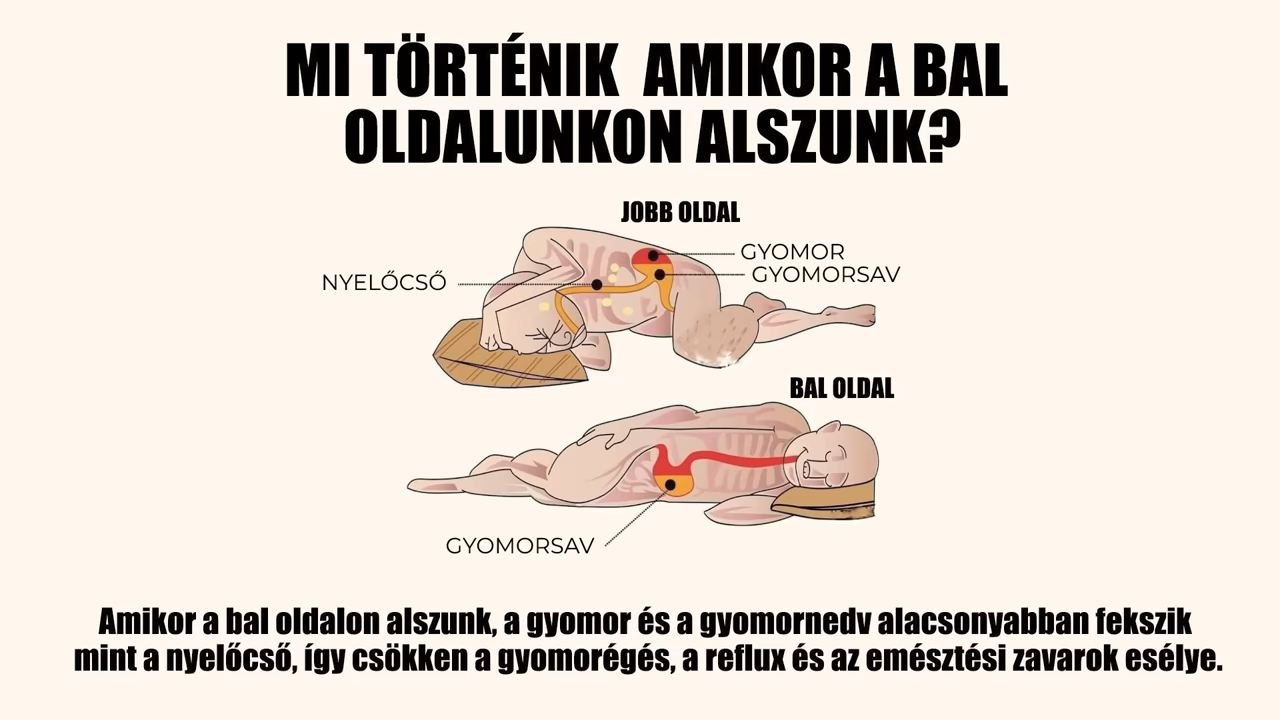 MI TÖRTÉNIK AMIKOR A BAL
OLDALUNKON ALSZUNK?
JOBB OLDAL
GYOMOR
GYOMORSAV
NYELŐCSŐ
BAL OLDAL
GYOMORSAV
Amikor a bal oldalon alszunk, a gyomor és a gyomornedv alacsonyabban fekszik
mint a nyelőcső, így csökken a gyomorégés, a reflux és az emésztési zavarok esélye.